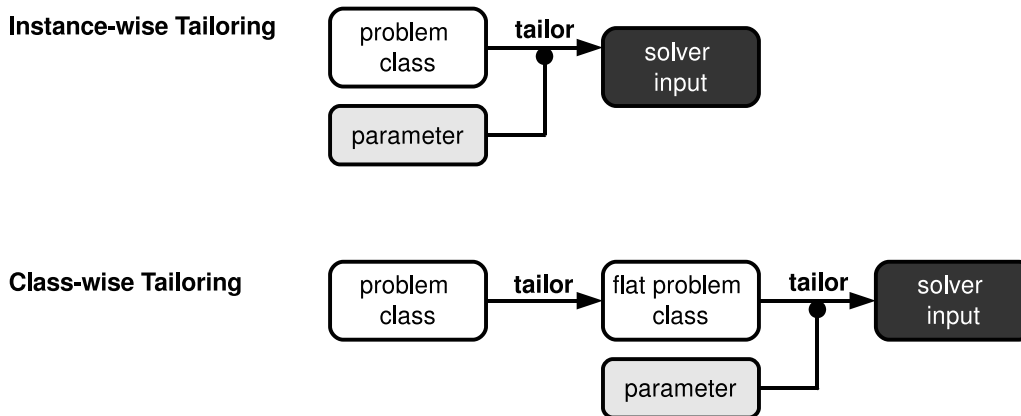 Instance-wise Tailoring
problem
class
tailor
solver
input
parameter
Class-wise Tailoring
problem
class
tailor
flat problem
class
tailor
solver
input
parameter